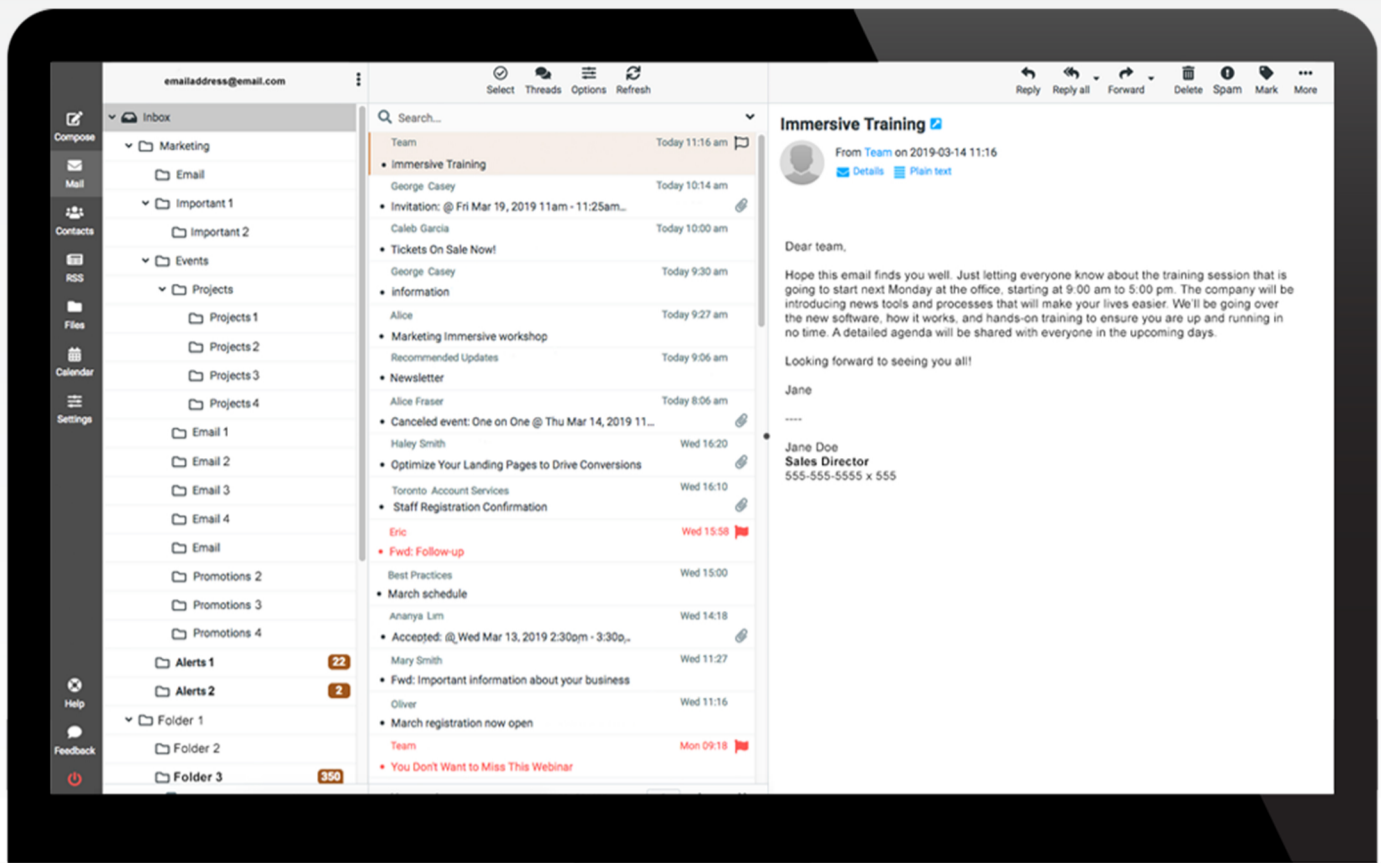 emailaddress@email.com
Select Threads Options Refresh
Reply Reply all Forward Delete Spam Mark More
Compose
Mail
Contacts
RSS
Files
Calendar
Settings
Help
Feedback
Inbox
Marketing
Email
Important 1
Important 2
Events
Projects
Projects 1
Projects 2
Projects 3
Projects 4
Email 1
Email 2
Email 3
Email 4
Email
Promotions 2
Promotions 3
Promotions 4
Alerts 1 22
Alerts 2 2
Folder 1
Folder 2
Folder 3 350
Search...
Team Today 11:16 am
• Immersive Training
George Casey Today 10:14 am
• Invitation: @ Fri Mar 19, 2019 11am - 11:25am...
Caleb Garcia Today 10:00 am
• Tickets On Sale Now!
George Casey Today 9:30 am
• information
Alice Today 9:27 am
• Marketing Immersive workshop
Recommended Updates Today 9:06 am
• Newsletter
Alice Fraser Today 8:06 am
• Canceled event: One on One @ Thu Mar 14, 2019 11...
Haley Smith Wed 16:20
• Optimize Your Landing Pages to Drive Conversions
Toronto Account Services Wed 16:10
• Staff Registration Confirmation
Eric Wed 15:58
• Fwd: Follow-up
Best Practices Wed 15:00
• March schedule
Ananya Lim Wed 14:18
• Accepted: @ Wed Mar 13, 2019 2:30pm - 3:30p...
Mary Smith Wed 11:27
• Fwd: Important information about your business
Oliver Wed 11:16
• March registration now open
Team Mon 09:18
• You Don't Want to Miss This Webinar
Immersive Training
From Team on 2019-03-14 11:16
Details Plain text
Dear team,
Hope this email finds you well. Just letting everyone know about the training session that is
going to start next Monday at the office, starting at 9:00 am to 5:00 pm. The company will be
introducing news tools and processes that will make your lives easier. We'll be going over
the new software, how it works, and hands-on training to ensure you are up and running in
no time. A detailed agenda will be shared with everyone in the upcoming days.
Looking forward to seeing you all!
Jane
----
Jane Doe
Sales Director
555-555-5555 x 555